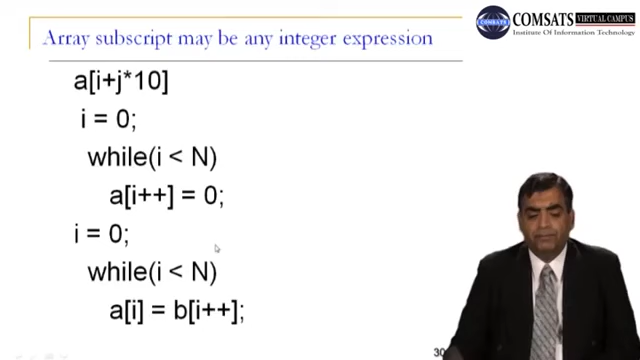 Array subscript may be any integer expression
COMSATS
COMSATS VIRTUAL CAMPUS
Institute Of Information Technology
a[i+j*10]
i = 0;
while(i < N)
a[i++] = 0;
i = 0;
while(i < N)
a[i] = b[i++];
30